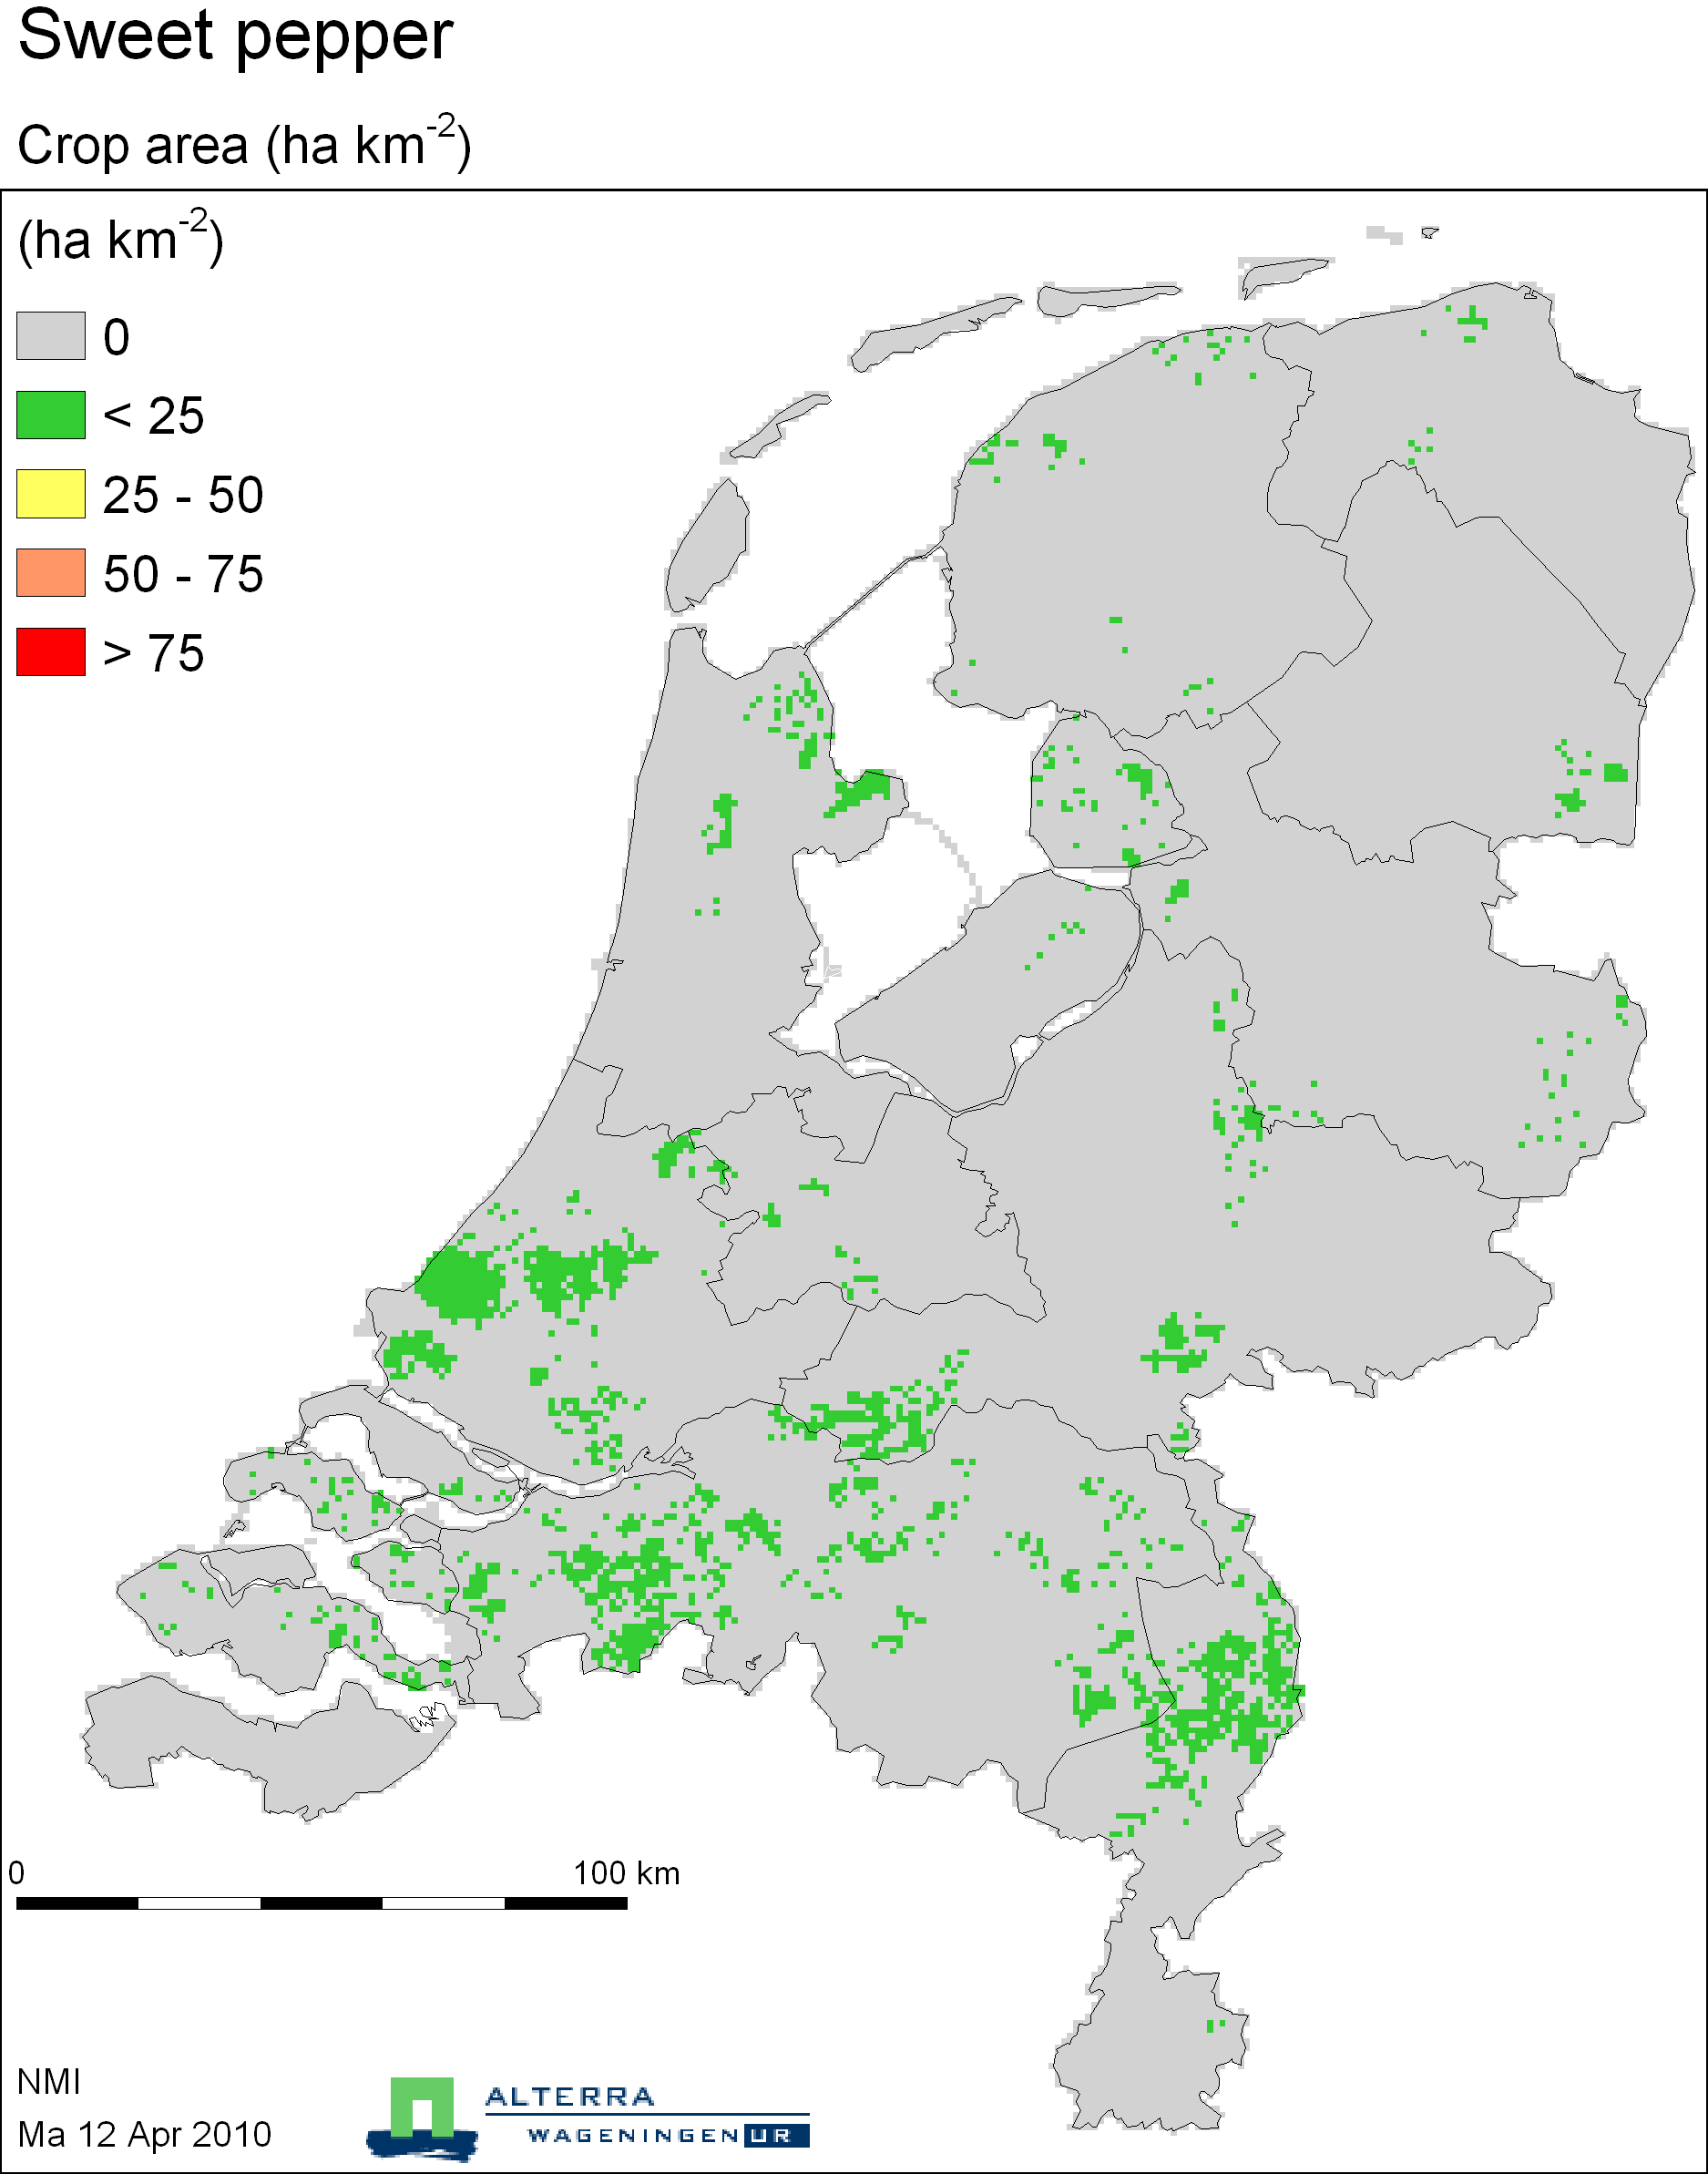 Sweet pepper
Crop area (ha km-2)
(ha km-2)
0
< 25
25 - 50
50 - 75
> 75
0 100 km
NMI
Ma 12 Apr 2010
ALTERRA
WAGENINGEN UR